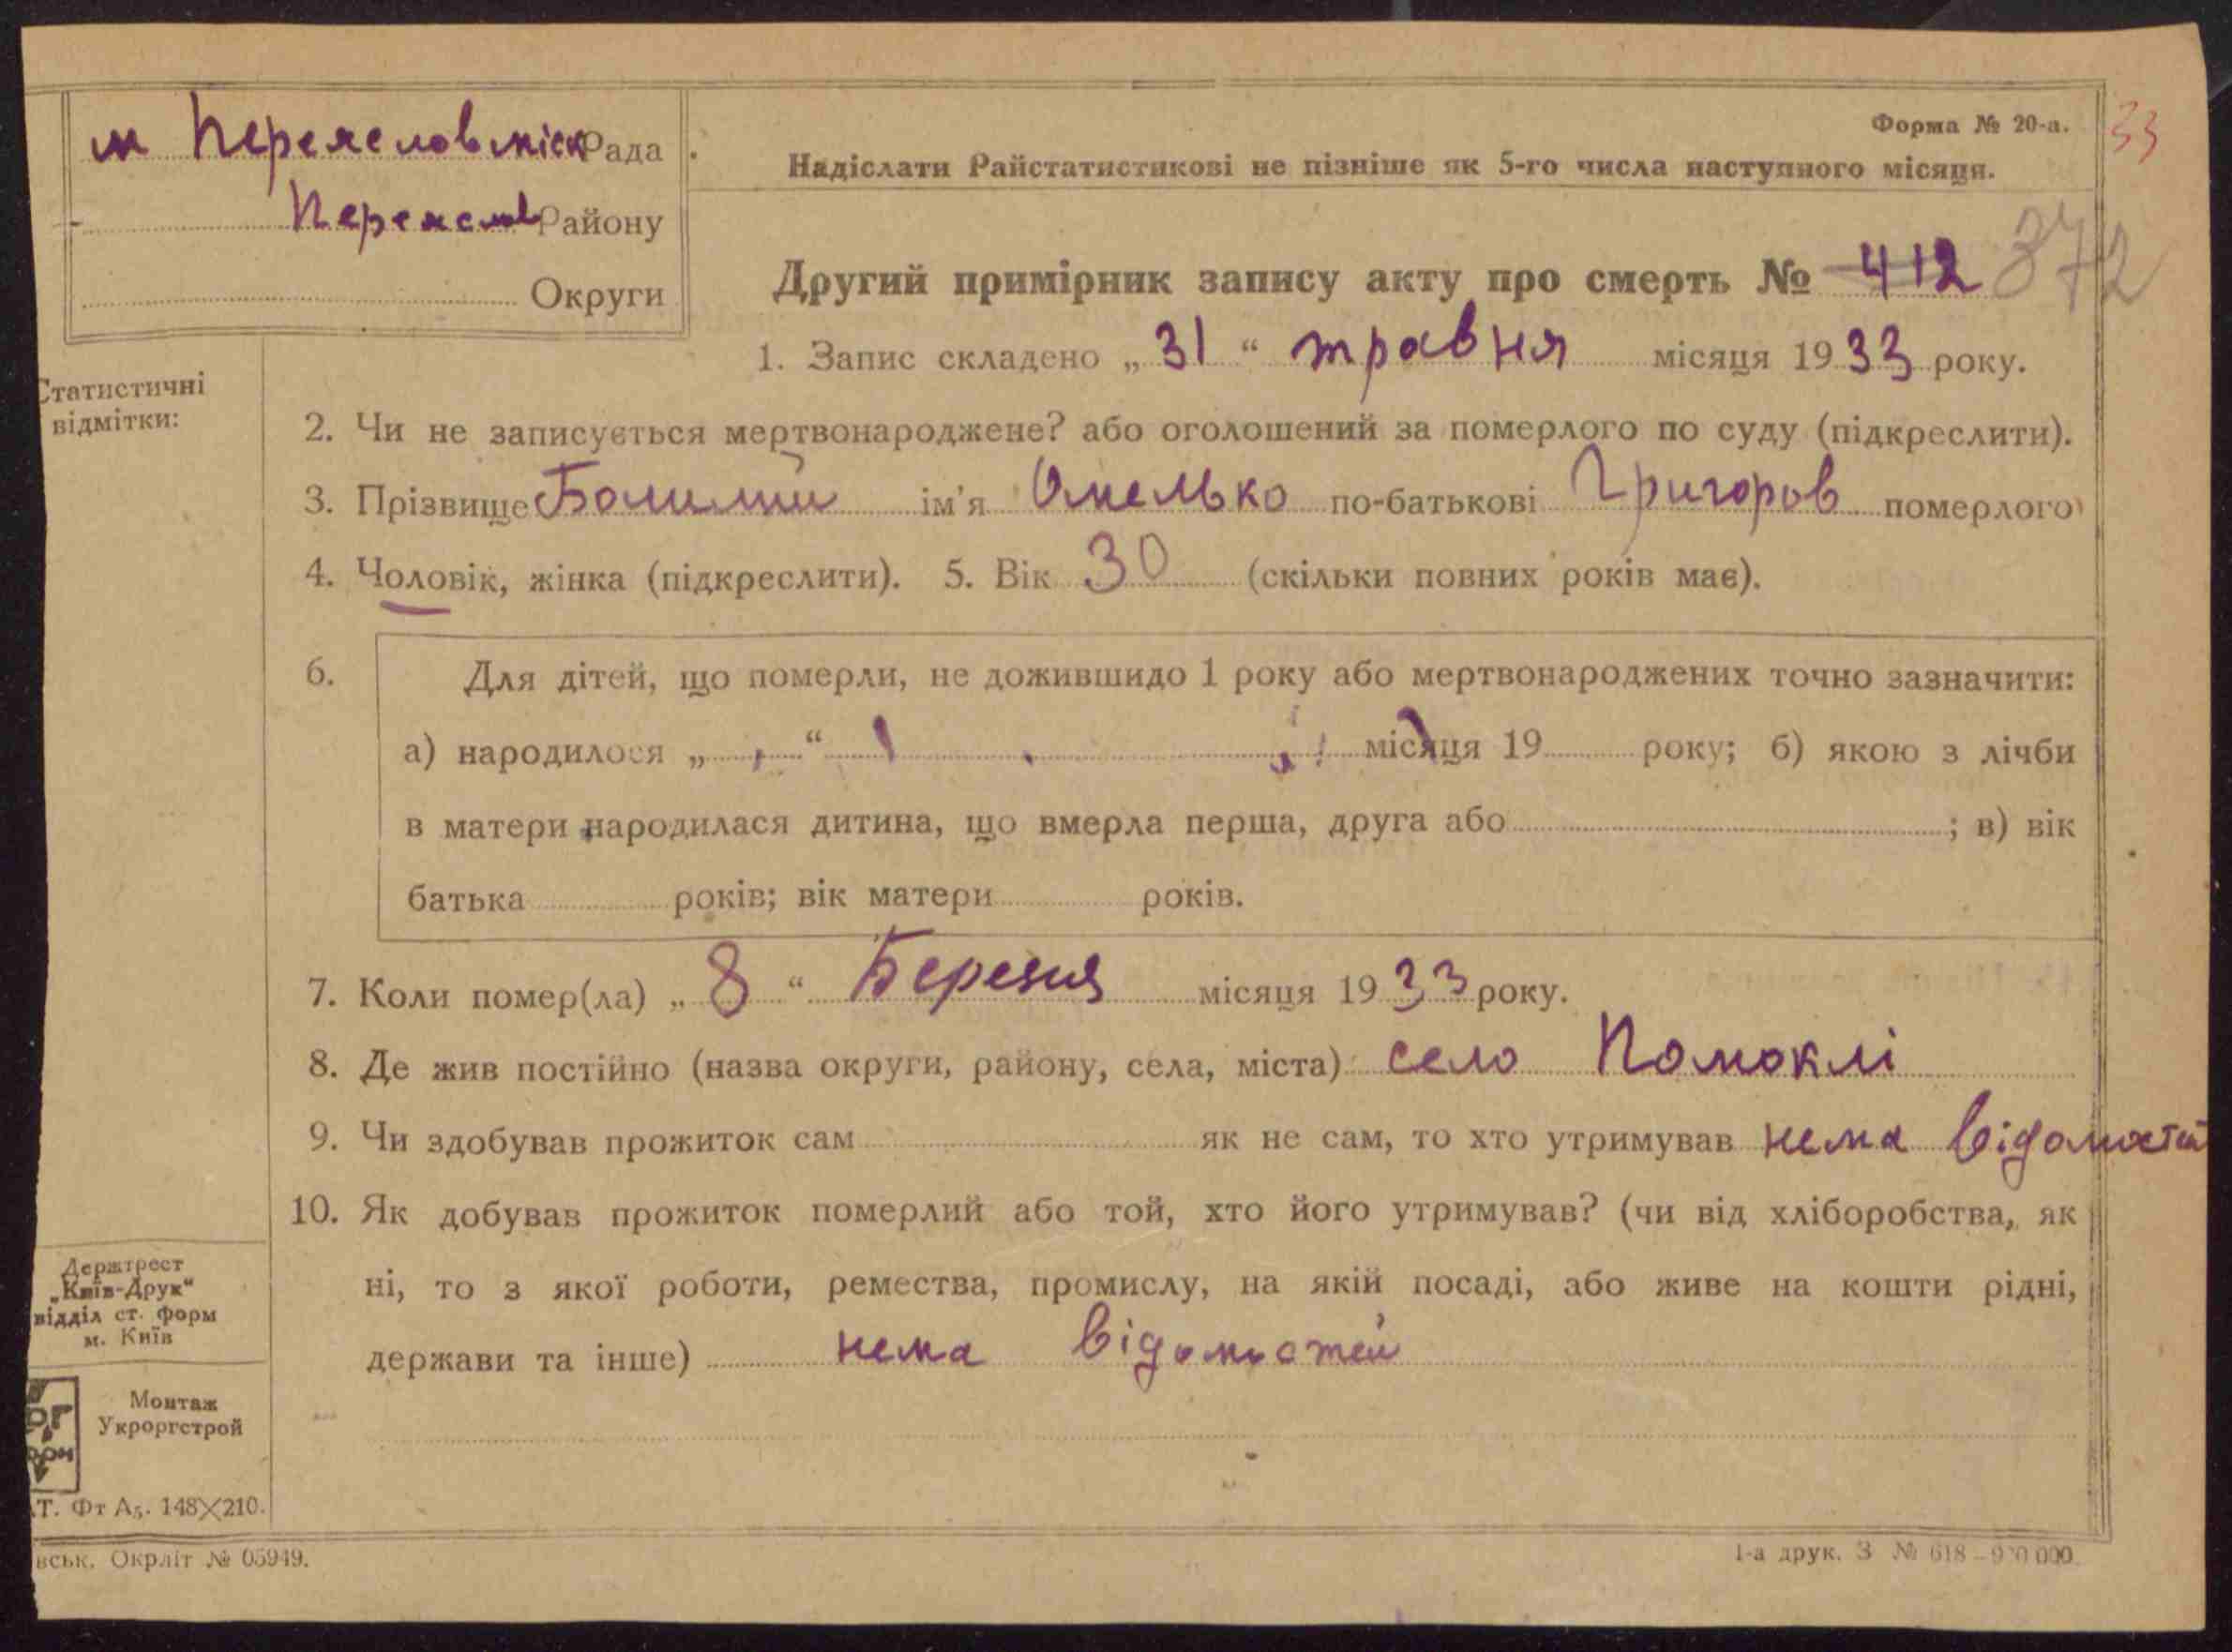 м Переяслов міск Рада
Переяслов Району
Округи
Форма № 20-а.
33
Надіслати Райстатистикові не пізніше як 5-го числа наступного місяця.
Другий примірник запису акту про смерть № 412 372
1. Запис складено „31“ травня місяця 1933 року.
Статистичні
відмітки:
2. Чи не записується мертвонароджене? або оголошений за померлого по суду (підкреслити).
3. Прізвище ім'я Омелько по-батькові Григоров померлого
4. Чоловік, жінка (підкреслити). 5. Вік 30 (скільки повних років має).
6. Для дітей, що померли, не дожившидо 1 року або мертвонароджених точно зазначити:
а) народилося „ “ місяця 19 року; б) якою з лічби
в матери народилася дитина, що вмерла перша, друга або ; в) вік
батька років; вік матери років.
7. Коли помер(ла) „8“ Березня місяця 1933 року.
8. Де жив постійно (назва округи, району, села, міста) село Помоклі
9. Чи здобував прожиток сам як не сам, то хто утримував нема відомостей
10. Як добував прожиток померлий або той, хто його утримував? (чи від хліборобства, як
ні, то з якої роботи, ремества, промислу, на якій посаді, або живе на кошти рідні,
держави та інше) нема відомостей
Держтрест
„Київ-Друк“
відділ ст. форм
м. Київ
Монтаж
Укроргстрой
Т. Фт А5. 148×210.
вськ. Окрліт № 05949.
1-а друк. З № 618